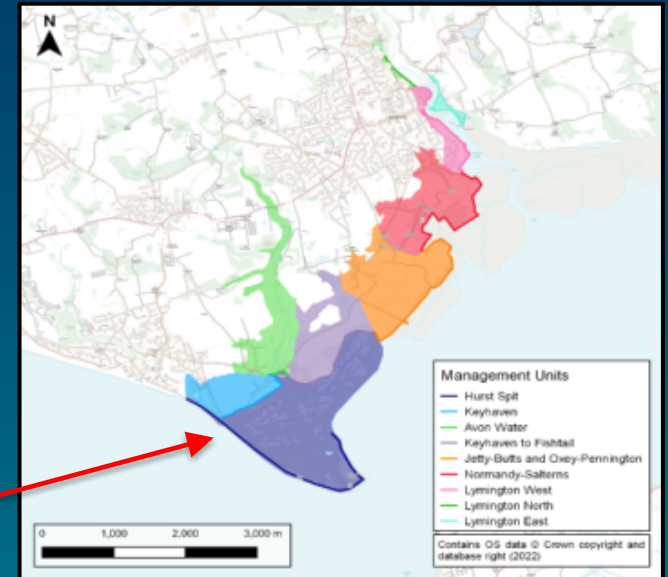 N
Management Units
Hurst Spit
Keyhaven
Avon Water
Keyhaven to Fishtail
Jetty-Butts and Oxey-Pennington
Normandy-Salterns
Lymington West
Lymington North
Lymington East
0 1,000 2,000 3,000 m
Contains OS data © Crown copyright and
database right (2022)